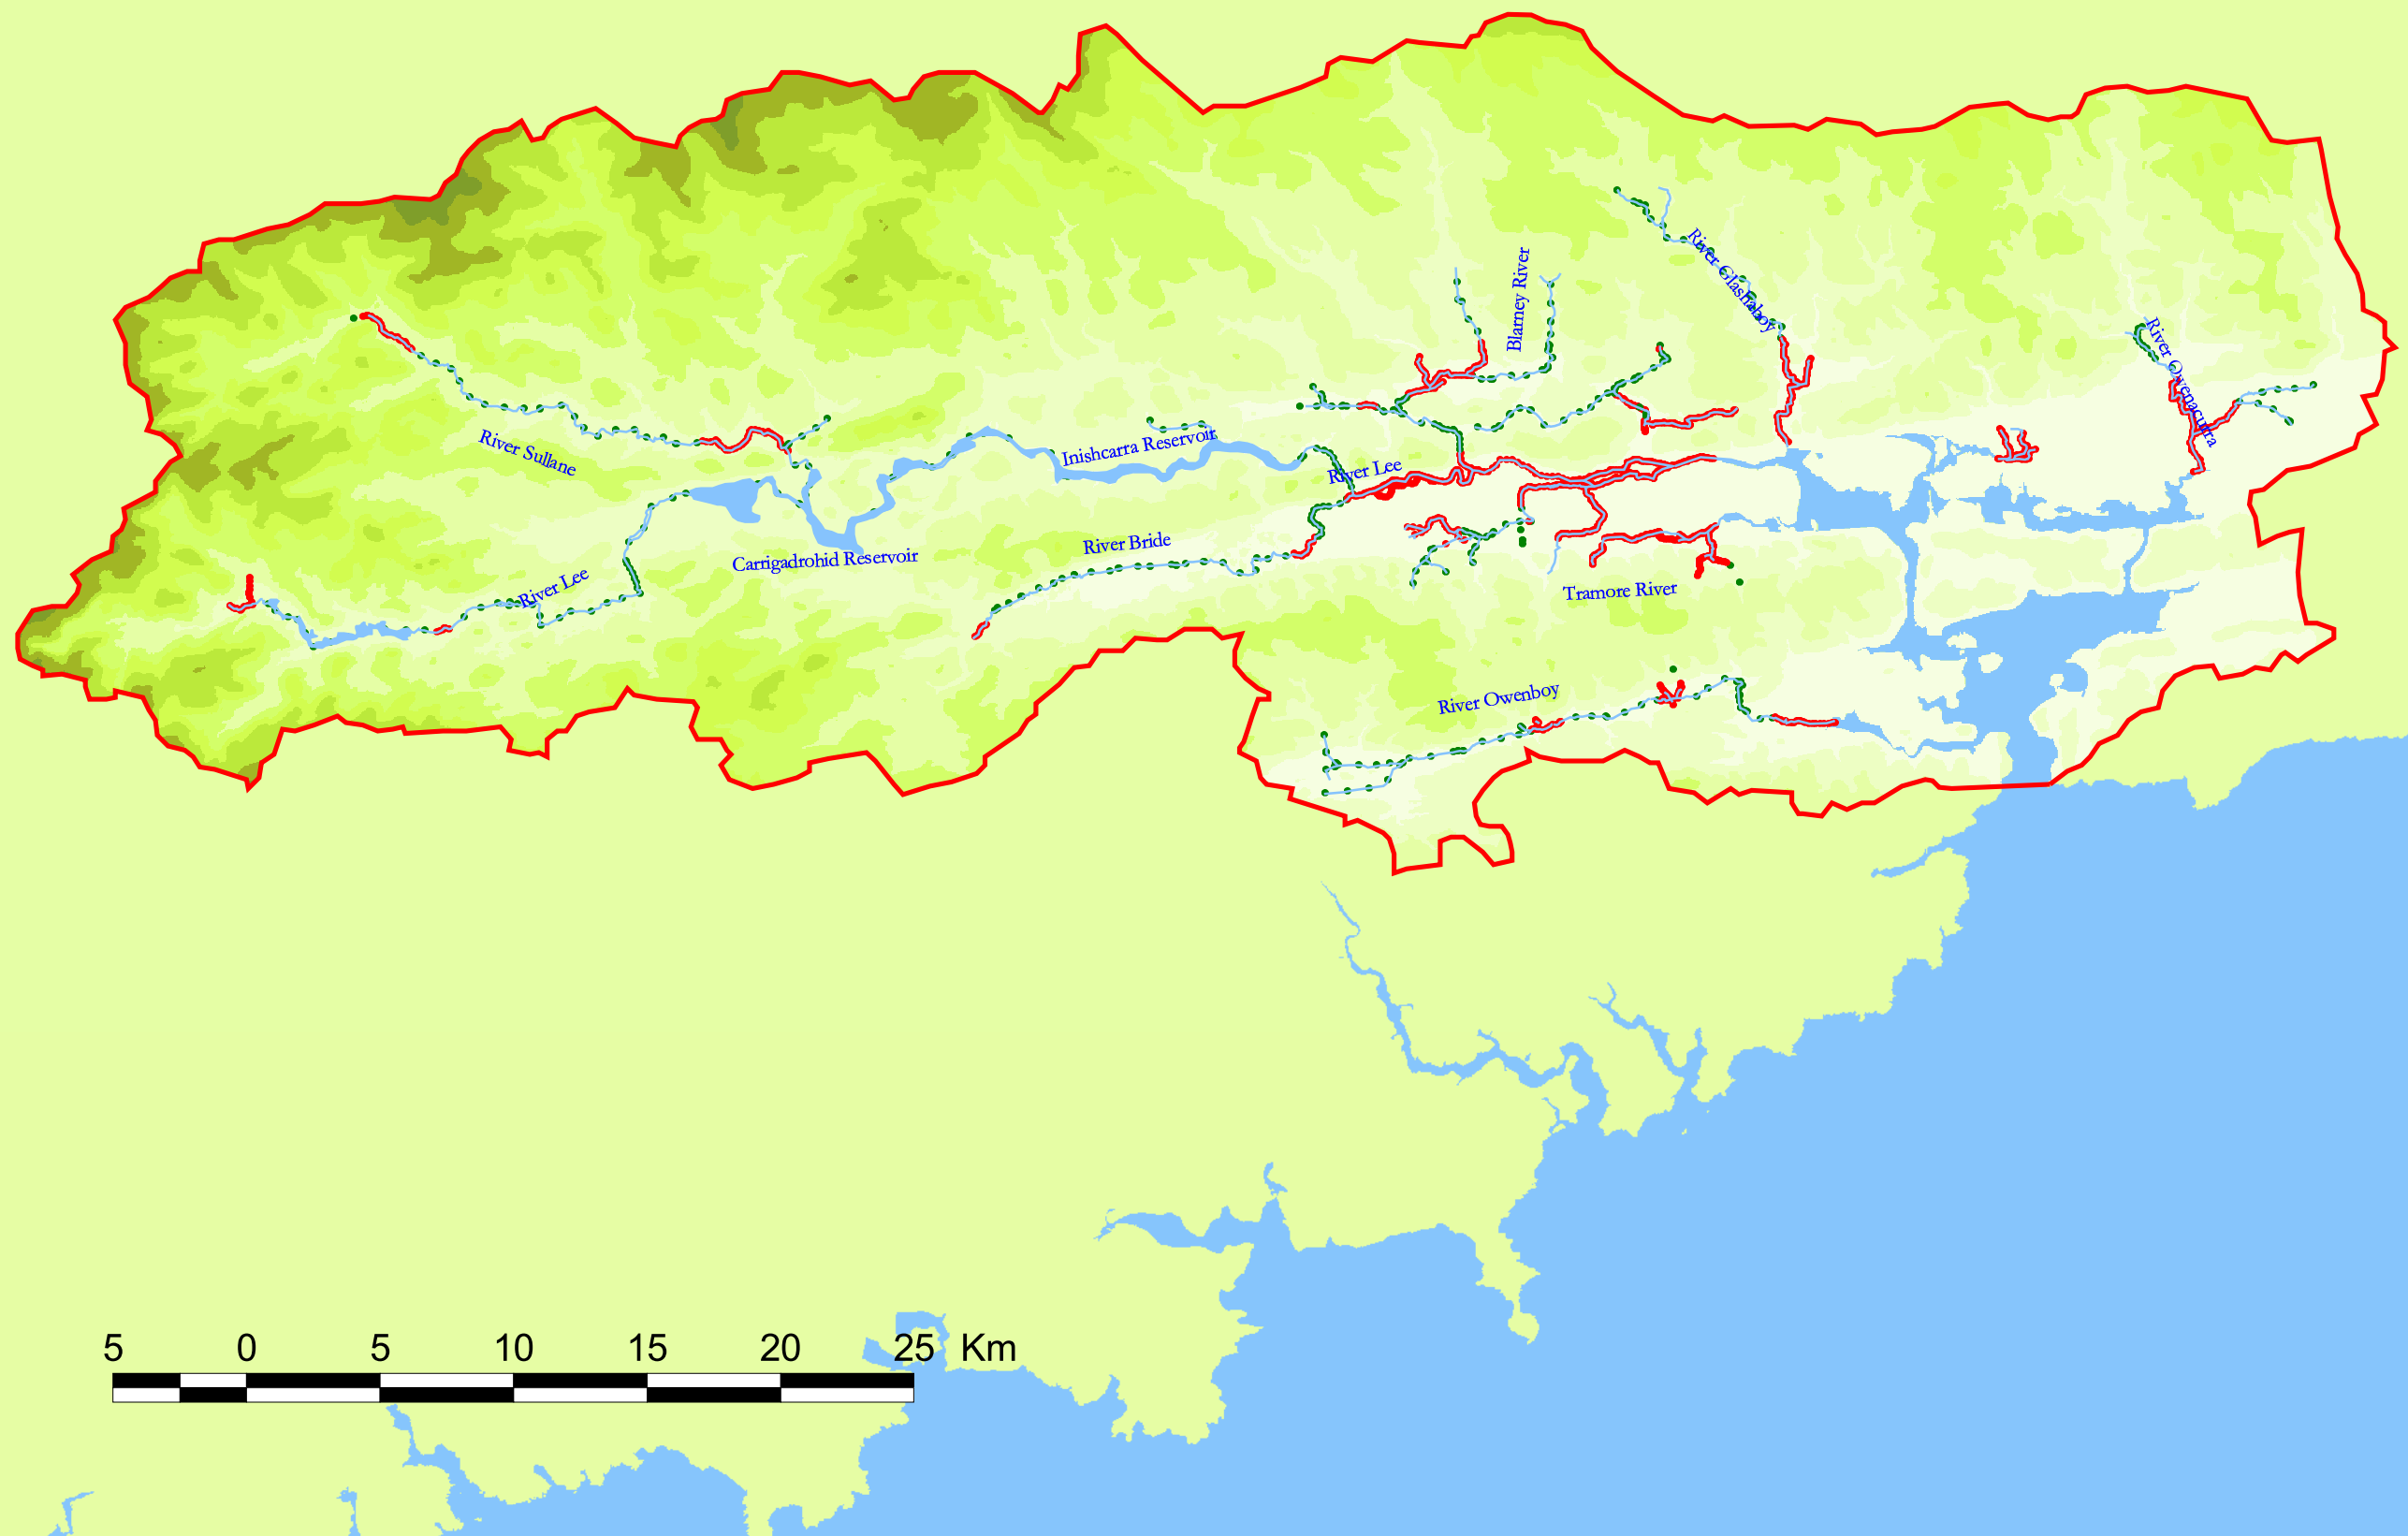 River Glashaboy
Blarney River
River Owenacurra
River Sullane
Inishcarra Reservoir
River Lee
River Bride
Carrigadrohid Reservoir
River Lee
Tramore River
River Owenboy
5 0 5 10 15 20 25 Km